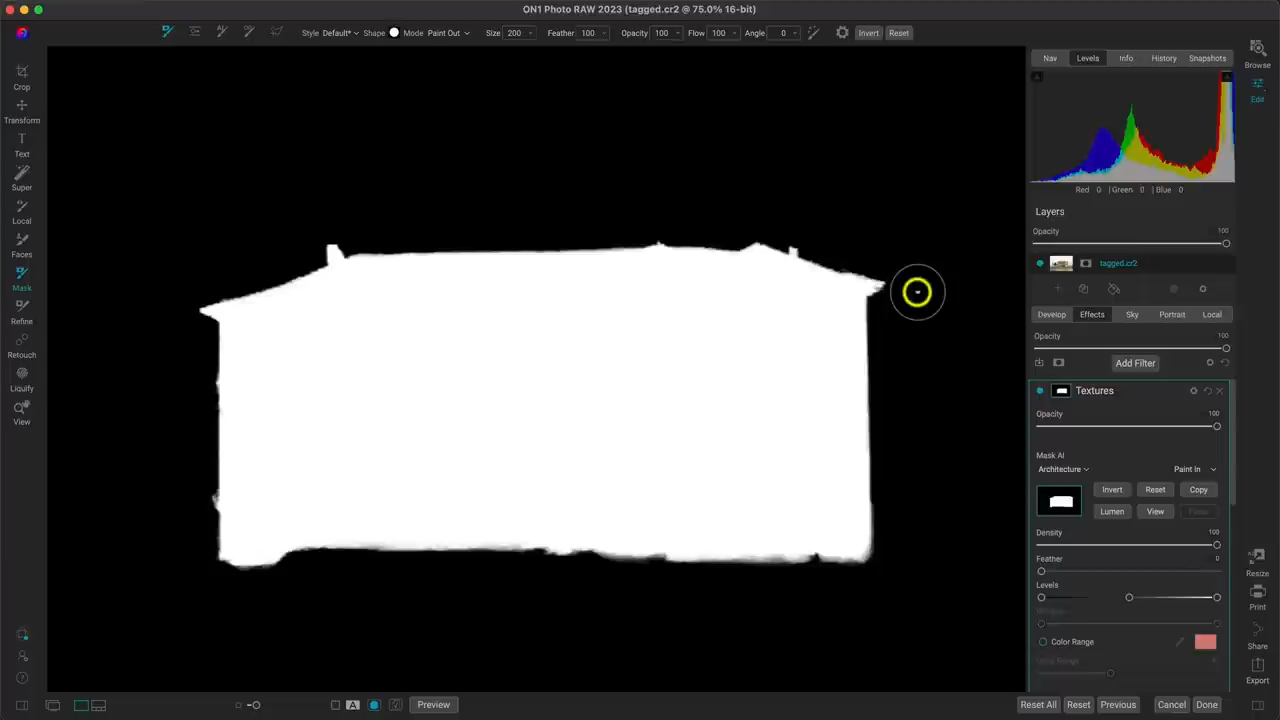 ON1 Photo RAW 2023 (tagged.cr2 @ 75.0% 16-bit)
Style Default* Shape Mode Paint Out Size 200 Feather 100 Opacity 100 Flow 100 Angle 0 Invert Reset
Crop
Transform
Text
Super
Local
Faces
Mask
Refine
Retouch
Liquify
View
Nav Levels Info History Snapshots
Red 0 | Green 0 | Blue 0
Layers
Opacity 100
tagged.cr2
Develop Effects Sky Portrait Local
Opacity 100
Add Filter
Textures
Opacity 100
Mask AI
Architecture Paint In
Invert Reset Copy
Lumen View
Density 100
Feather 0
Levels
Color Range
Browse
Edit
Resize
Print
Share
Export
A Preview
Reset All Reset Previous Cancel Done